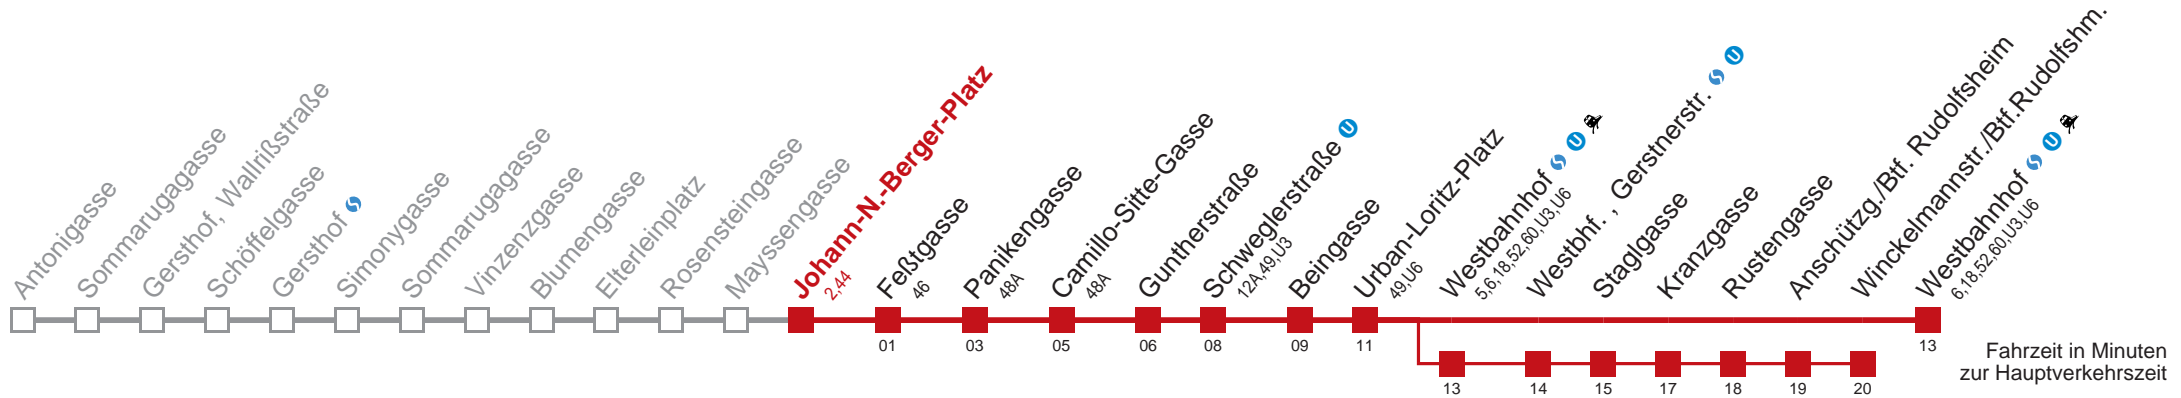 Antonigasse
Sommarugagasse
Gersthof, Wallrißstraße
Schöffelgasse
Gersthof
Simonygasse
Sommarugagasse
Vinzenzgasse
Blumengasse
Elterleinplatz
Rosensteingasse
Mayssengasse
Johann-N.-Berger-Platz
2,44
Feßtgasse
46
Panikengasse
48A
Camillo-Sitte-Gasse
48A
Guntherstraße
Schweglerstraße U
12A,49,U3
Beingasse
Urban-Loritz-Platz
49,U6
Westbahnhof U
5,6,18,52,60,U3,U6
Westbhf. , Gerstnerstr. U
Staglgasse
Kranzgasse
Rustengasse
Anschützg./Btf. Rudolfsheim
Winckelmannstr./Btf.Rudolfshm.
Westbahnhof U
6,18,52,60,U3,U6
01 03 05 06 08 09 11 13
13 14 15 17 18 19 20
Fahrzeit in Minuten
zur Hauptverkehrszeit